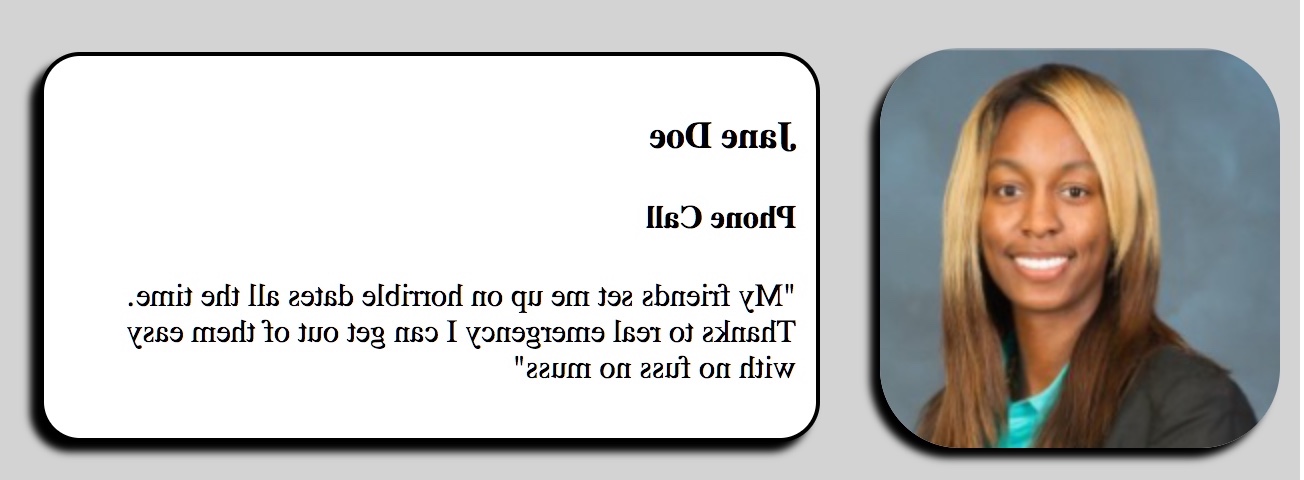 Jane Doe
Phone Call
"My friends set me up on horrible dates all the time.
Thanks to real emergency I can get out of them easy
with no fuss no muss"